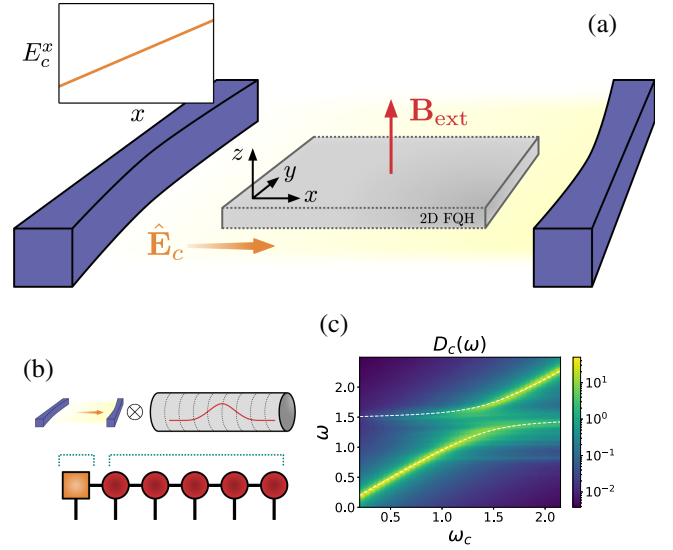 (a)
E_c^x
x
B_ext
z
y
x
2D FQH
Ê_c
(b)
⊗
(c)
D_c(ω)
ω
2.0
1.5
1.0
0.5
0.0
0.5 1.0 1.5 2.0
ω_c
10^1
10^0
10^-1
10^-2